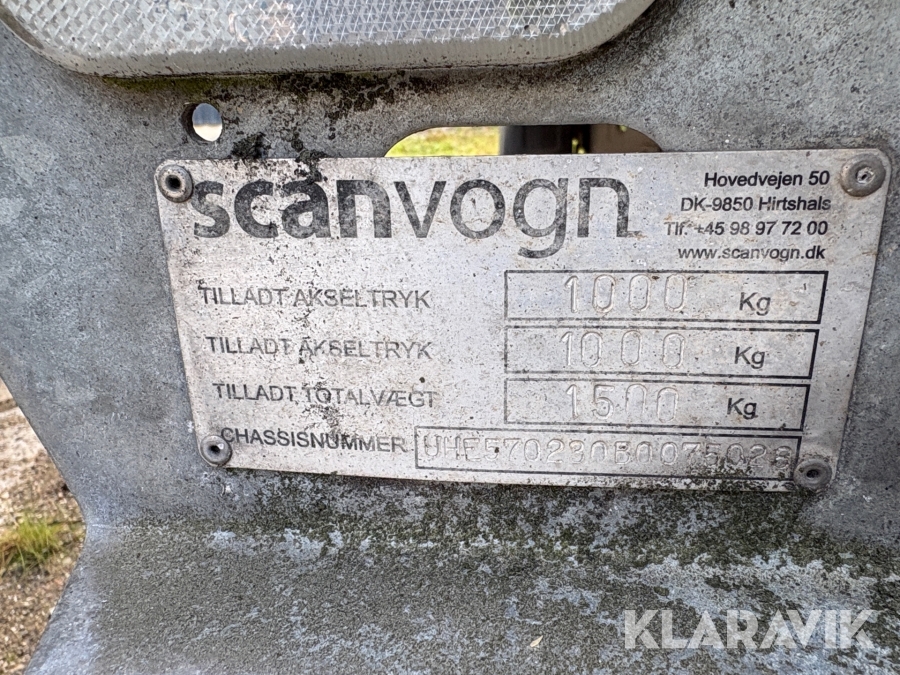 scanvogn
Hovedvejen 50
DK-9850 Hirtshals
Tlf. +45 98 97 72 00
www.scanvogn.dk
TILLADT AKSELTRYK 1000 Kg
TILLADT AKSELTRYK 1000 Kg
TILLADT TOTALVÆGT 1500 Kg
CHASSISNUMMER
KLARAVIK